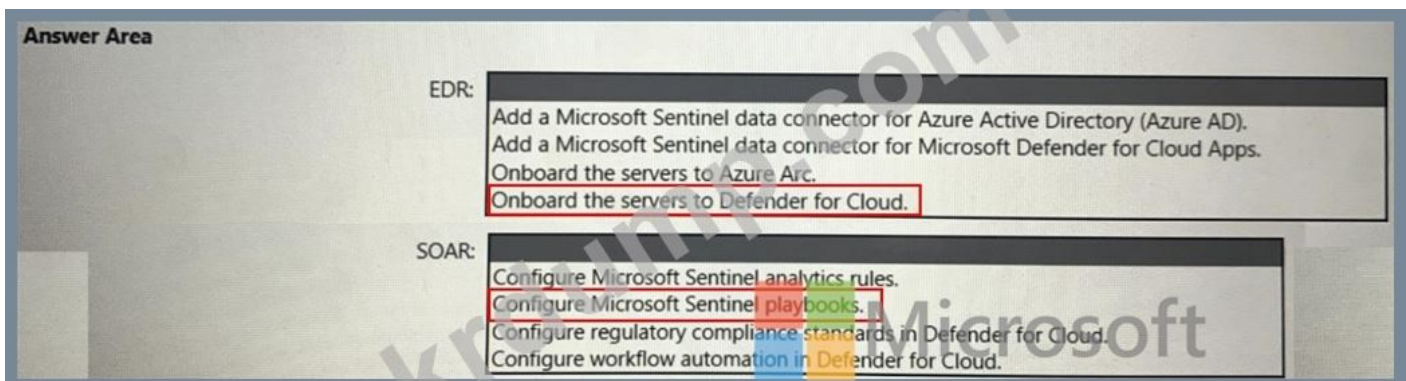 Answer Area
EDR:
Add a Microsoft Sentinel data connector for Azure Active Directory (Azure AD).
Add a Microsoft Sentinel data connector for Microsoft Defender for Cloud Apps.
Onboard the servers to Azure Arc.
Onboard the servers to Defender for Cloud.
SOAR:
Configure Microsoft Sentinel analytics rules.
Configure Microsoft Sentinel playbooks.
Configure regulatory compliance standards in Defender for Cloud.
Configure workflow automation in Defender for Cloud.
krdump.com
Microsoft